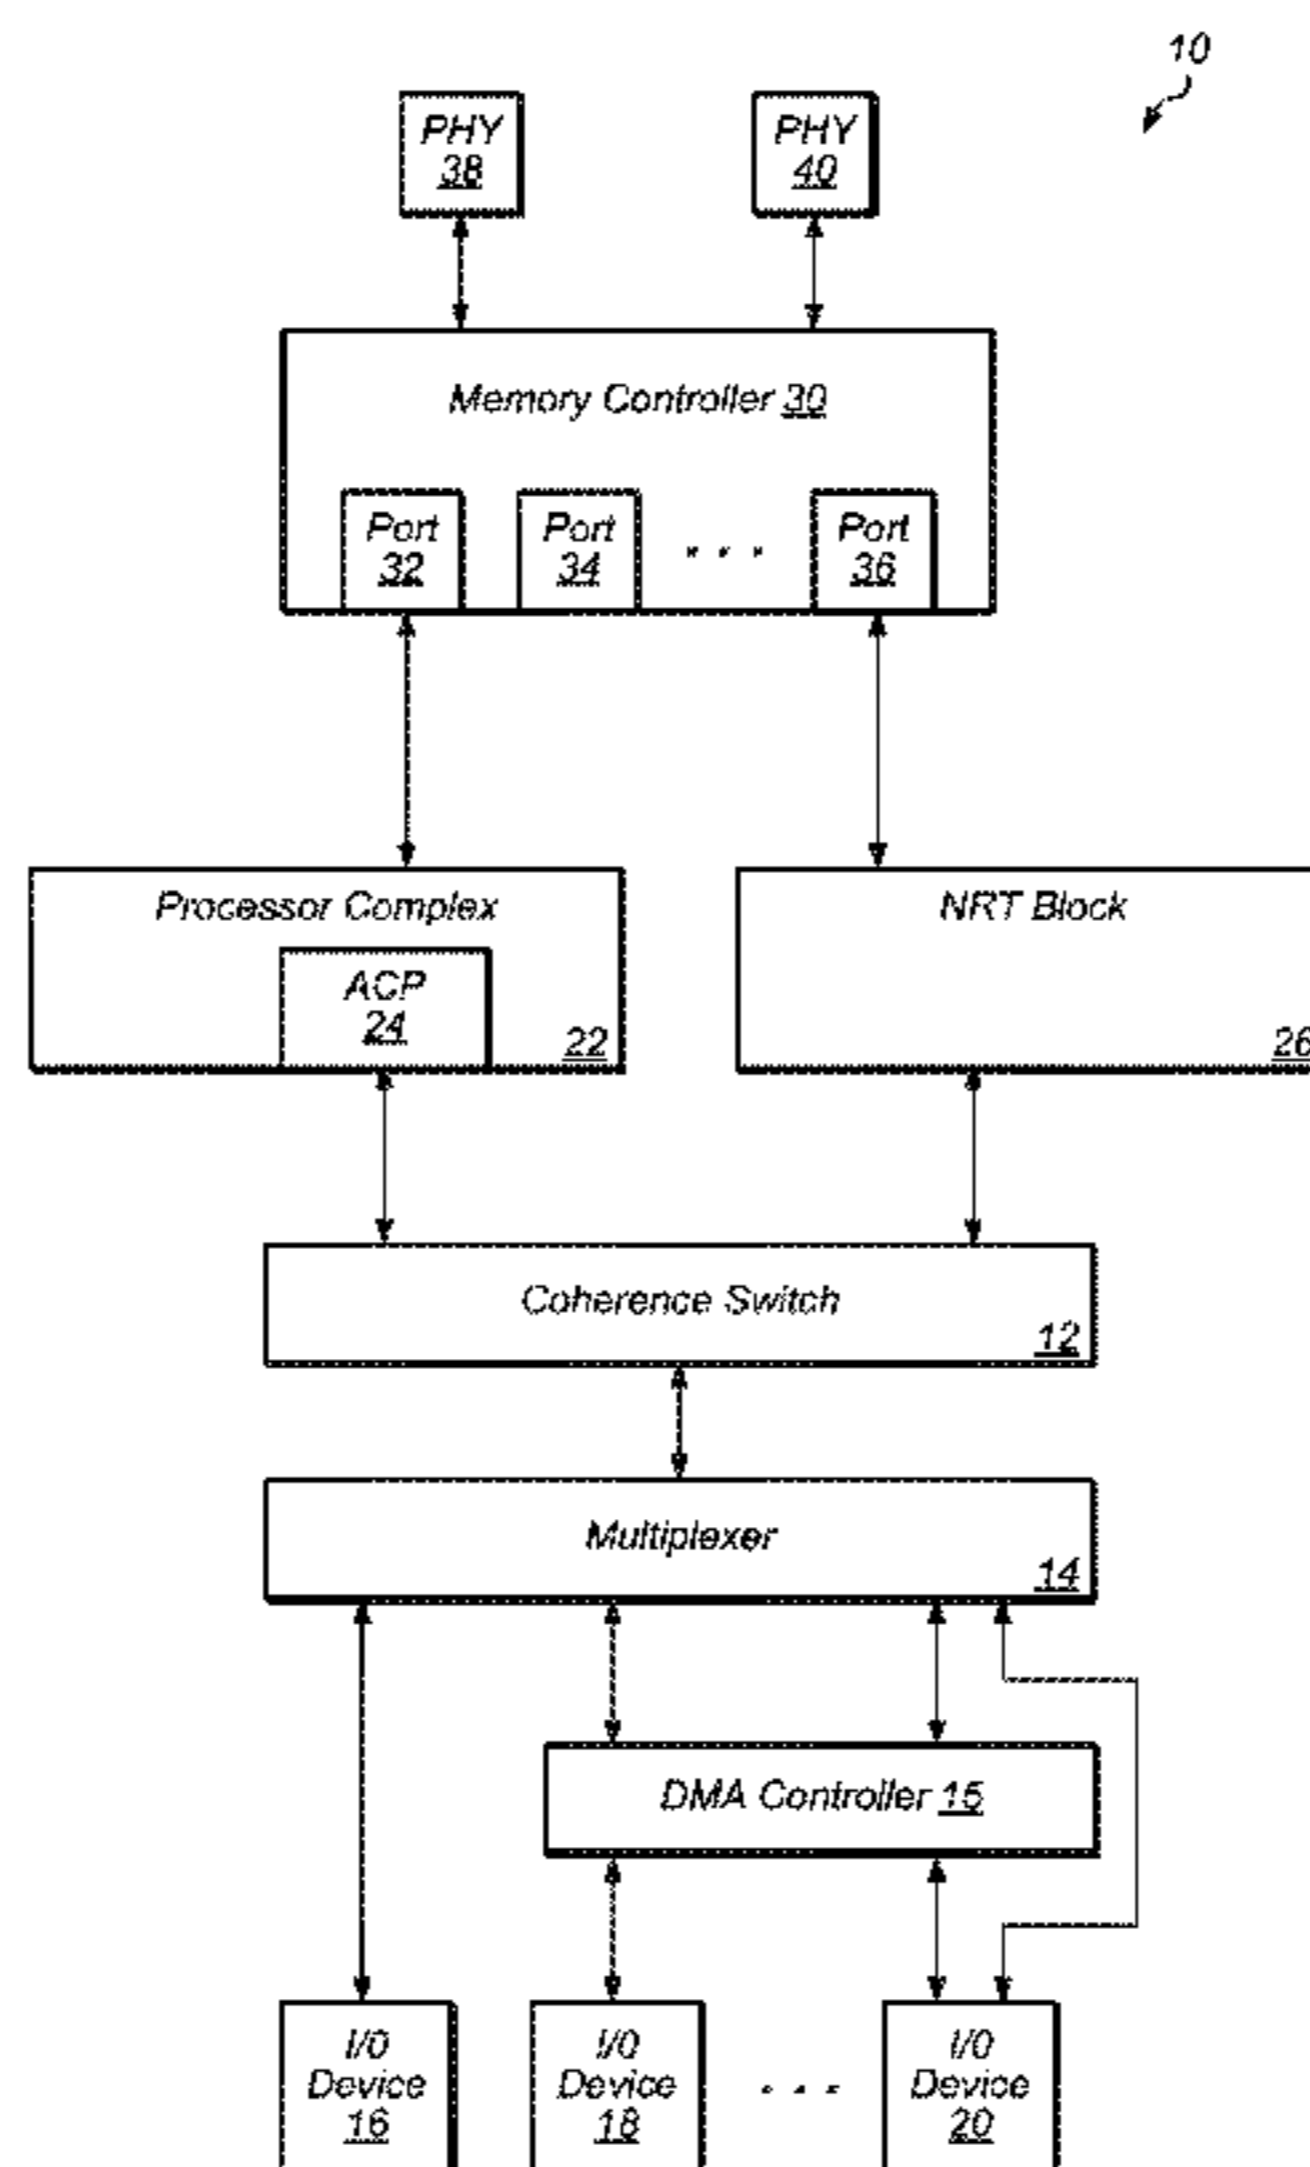 10
PHY
38
PHY
40
Memory Controller 30
Port
32
Port
34
. . .
Port
36
Processor Complex
ACP
24
22
NRT Block
26
Coherence Switch
12
Multiplexer
14
DMA Controller 15
I/O
Device
16
I/O
Device
18
. . .
I/O
Device
20